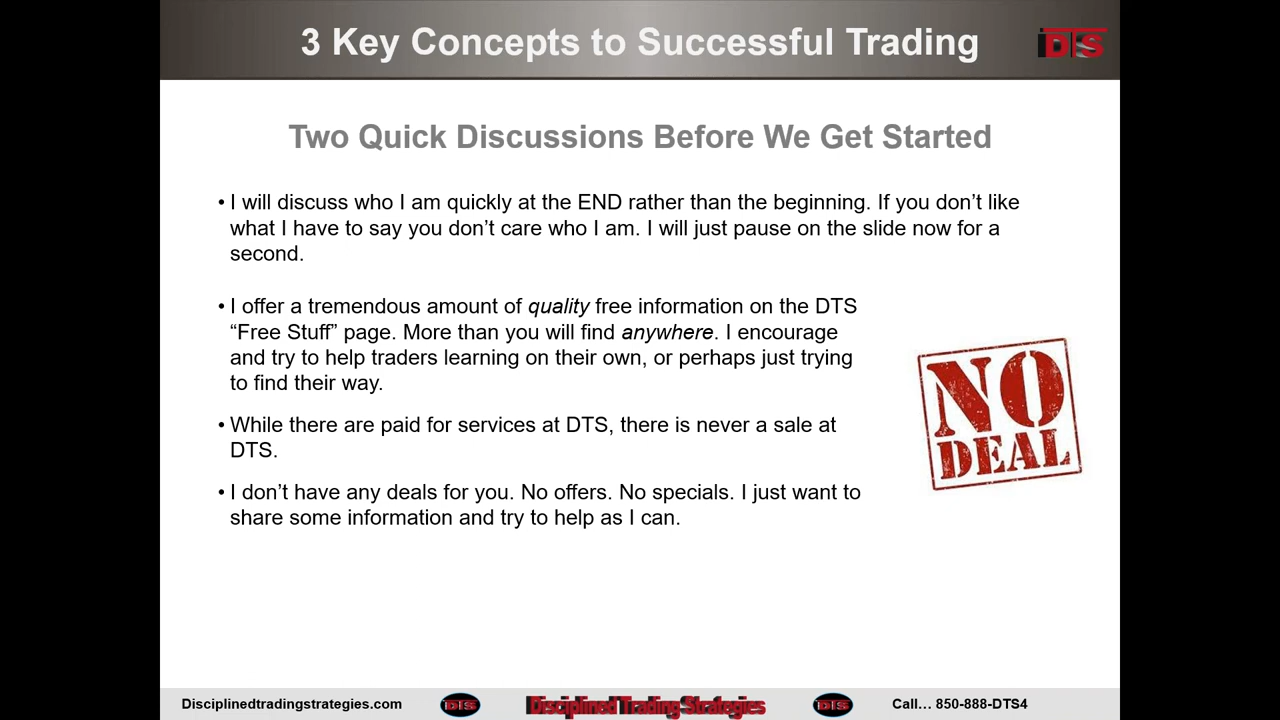 3 Key Concepts to Successful Trading
DTS
Two Quick Discussions Before We Get Started
• I will discuss who I am quickly at the END rather than the beginning. If you don’t like
what I have to say you don’t care who I am. I will just pause on the slide now for a
second.
• I offer a tremendous amount of quality free information on the DTS
“Free Stuff” page. More than you will find anywhere. I encourage
and try to help traders learning on their own, or perhaps just trying
to find their way.
• While there are paid for services at DTS, there is never a sale at
DTS.
• I don’t have any deals for you. No offers. No specials. I just want to
share some information and try to help as I can.
NO
DEAL
Disciplinedtradingstrategies.com
DTS
Disciplined Trading Strategies
DTS
Call… 850-888-DTS4